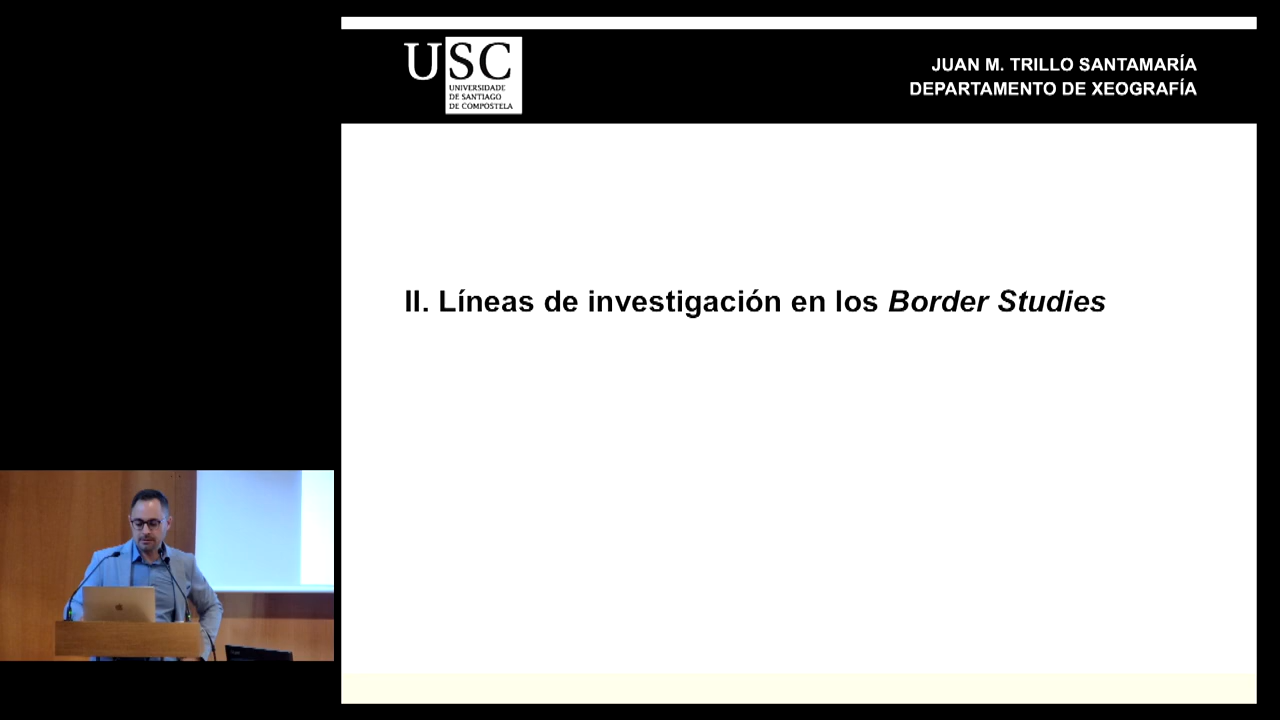 USC
UNIVERSIDADE
DE SANTIAGO
DE COMPOSTELA
JUAN M. TRILLO SANTAMARÍA
DEPARTAMENTO DE XEOGRAFÍA
II. Líneas de investigación en los Border Studies